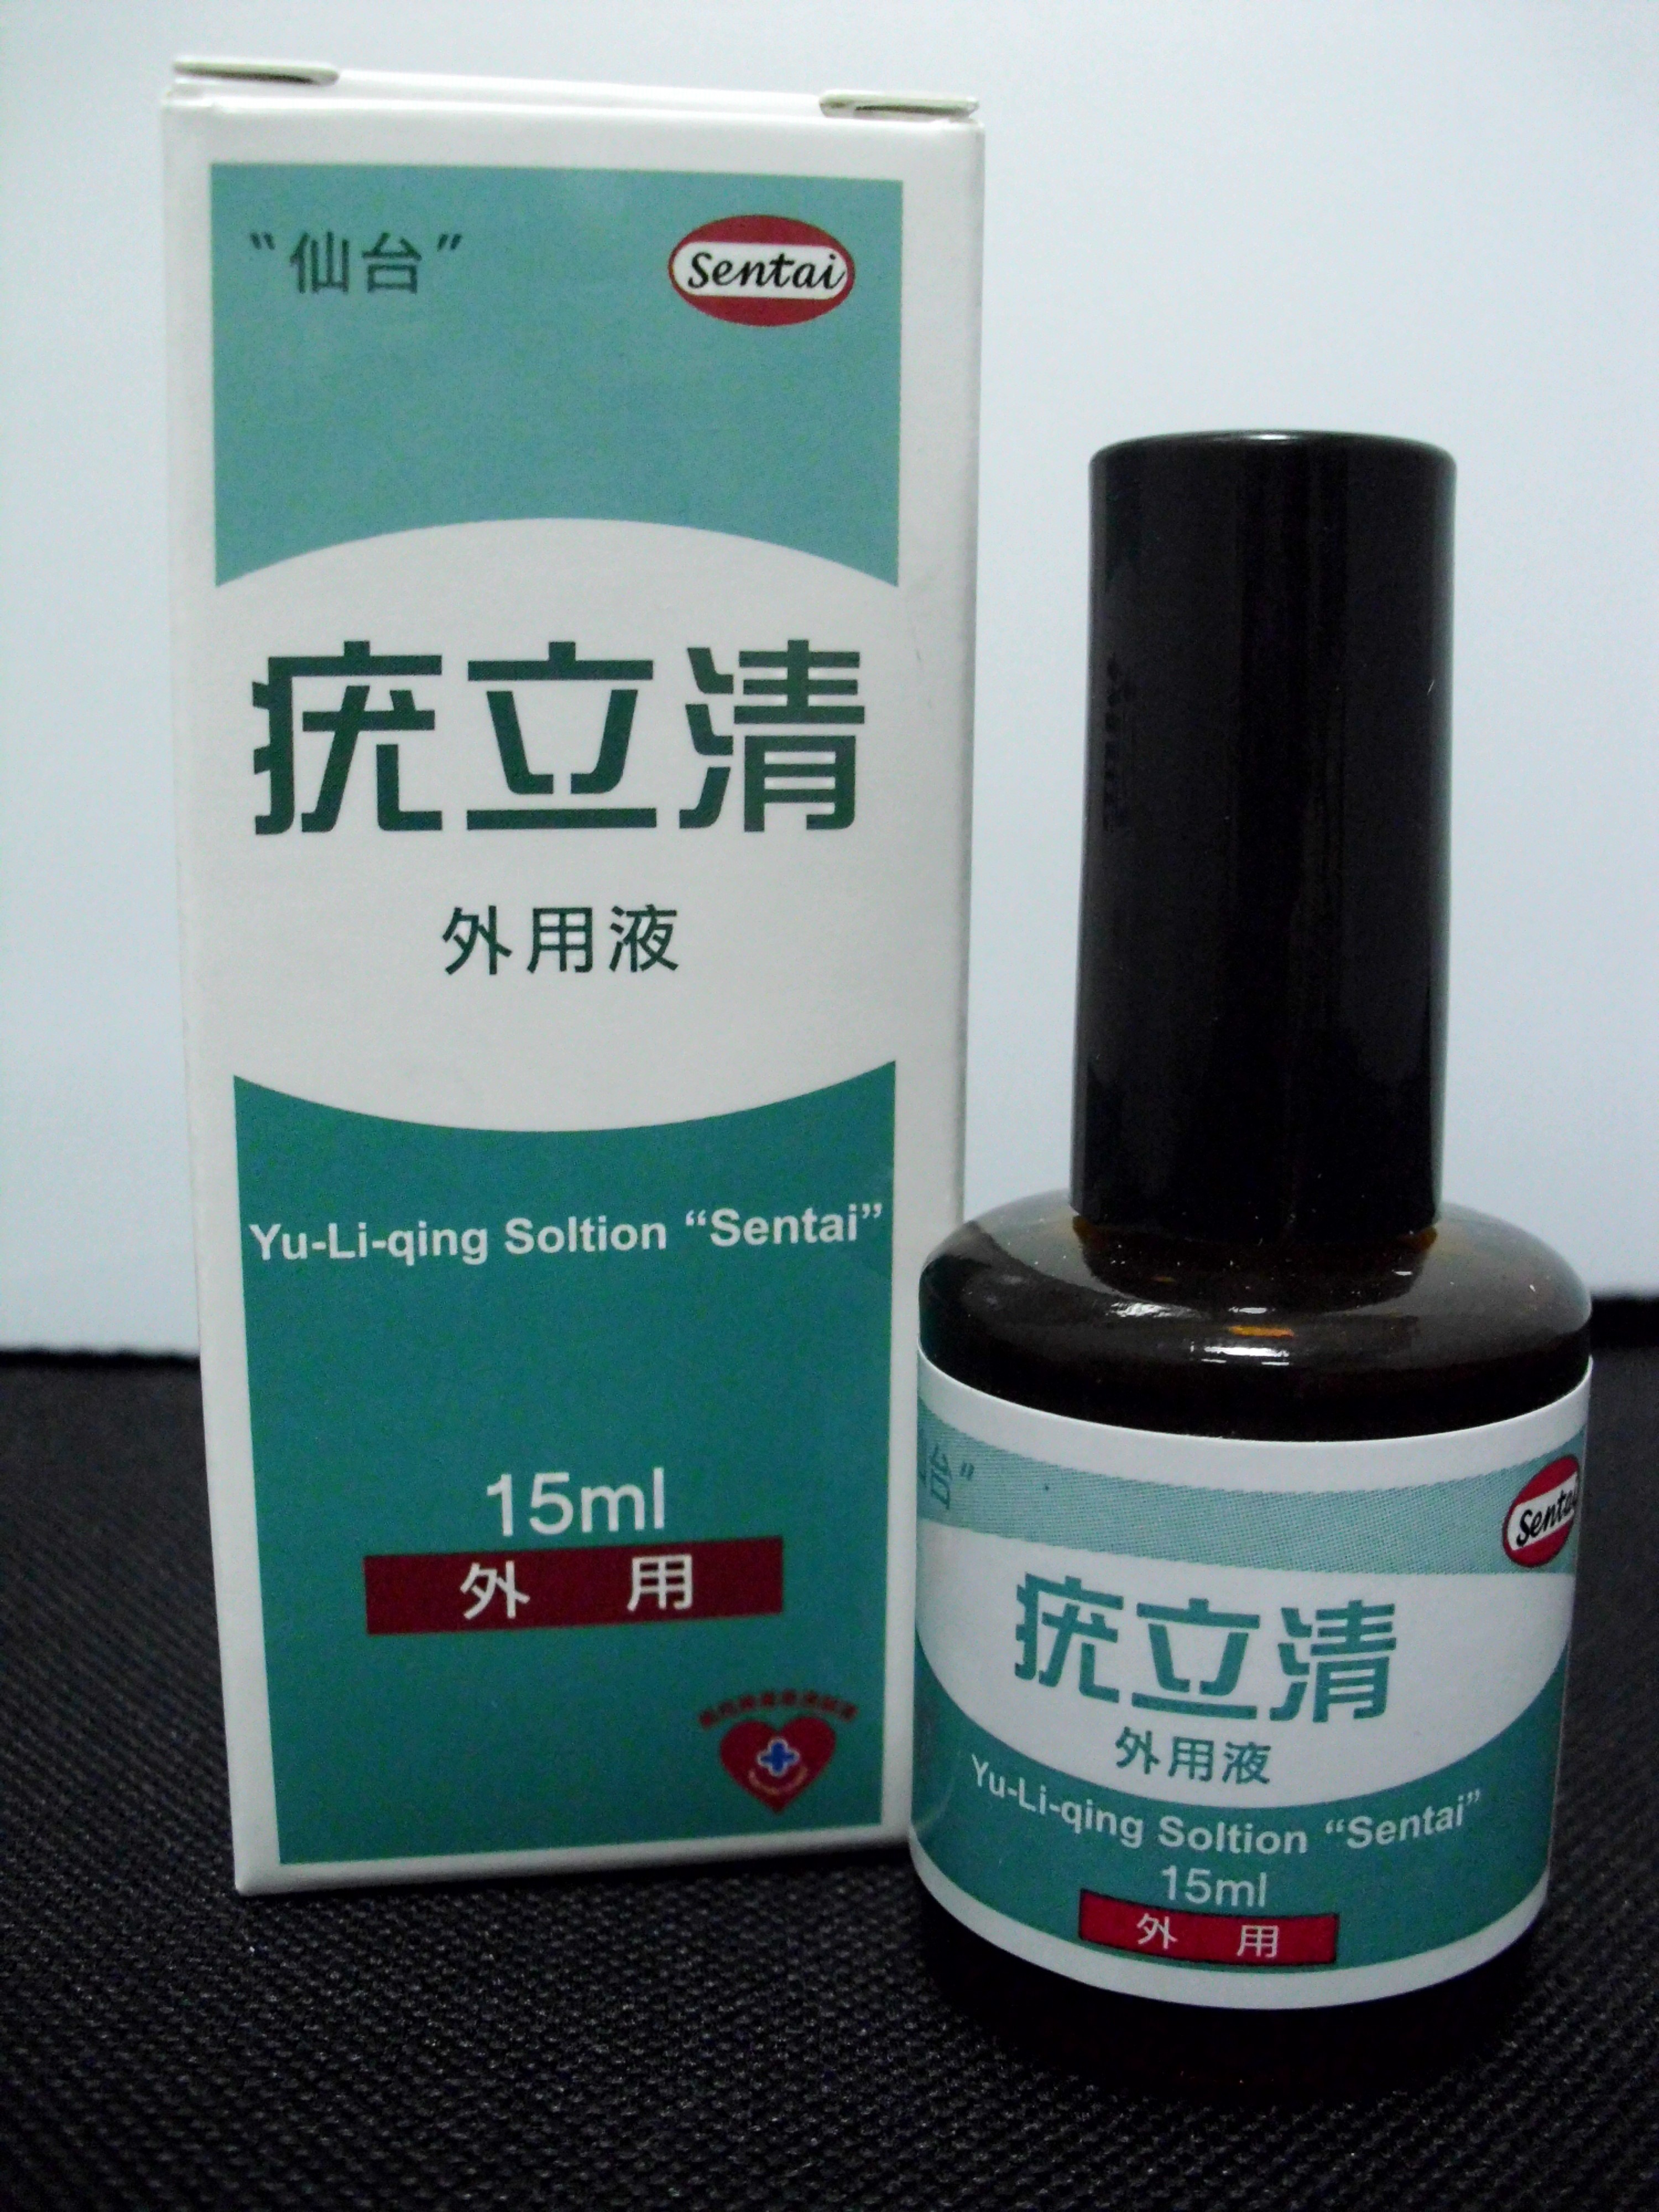 “仙台”
Sentai
疣立清
外用液
Yu-Li-qing Soltion “Sentai”
15ml
外 用
台”
Sentai
疣立清
外用液
Yu-Li-qing Soltion “Sentai”
15ml
外 用